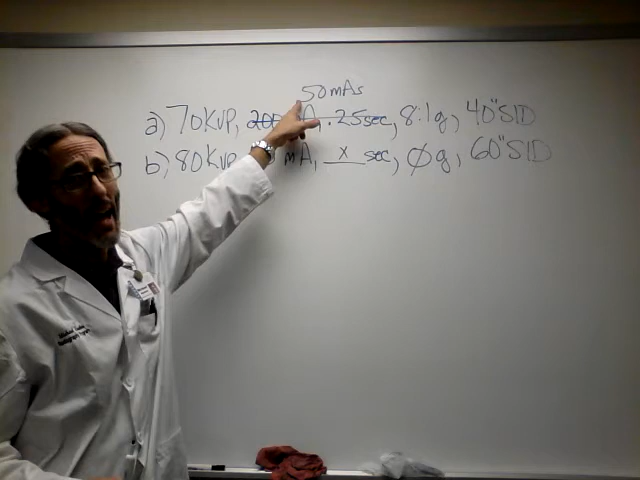 50mAs
a) 70KVP, 200 A, .25sec, 8:1g, 40"SID
b) 80KVP mA, x sec, Øg, 60"SID